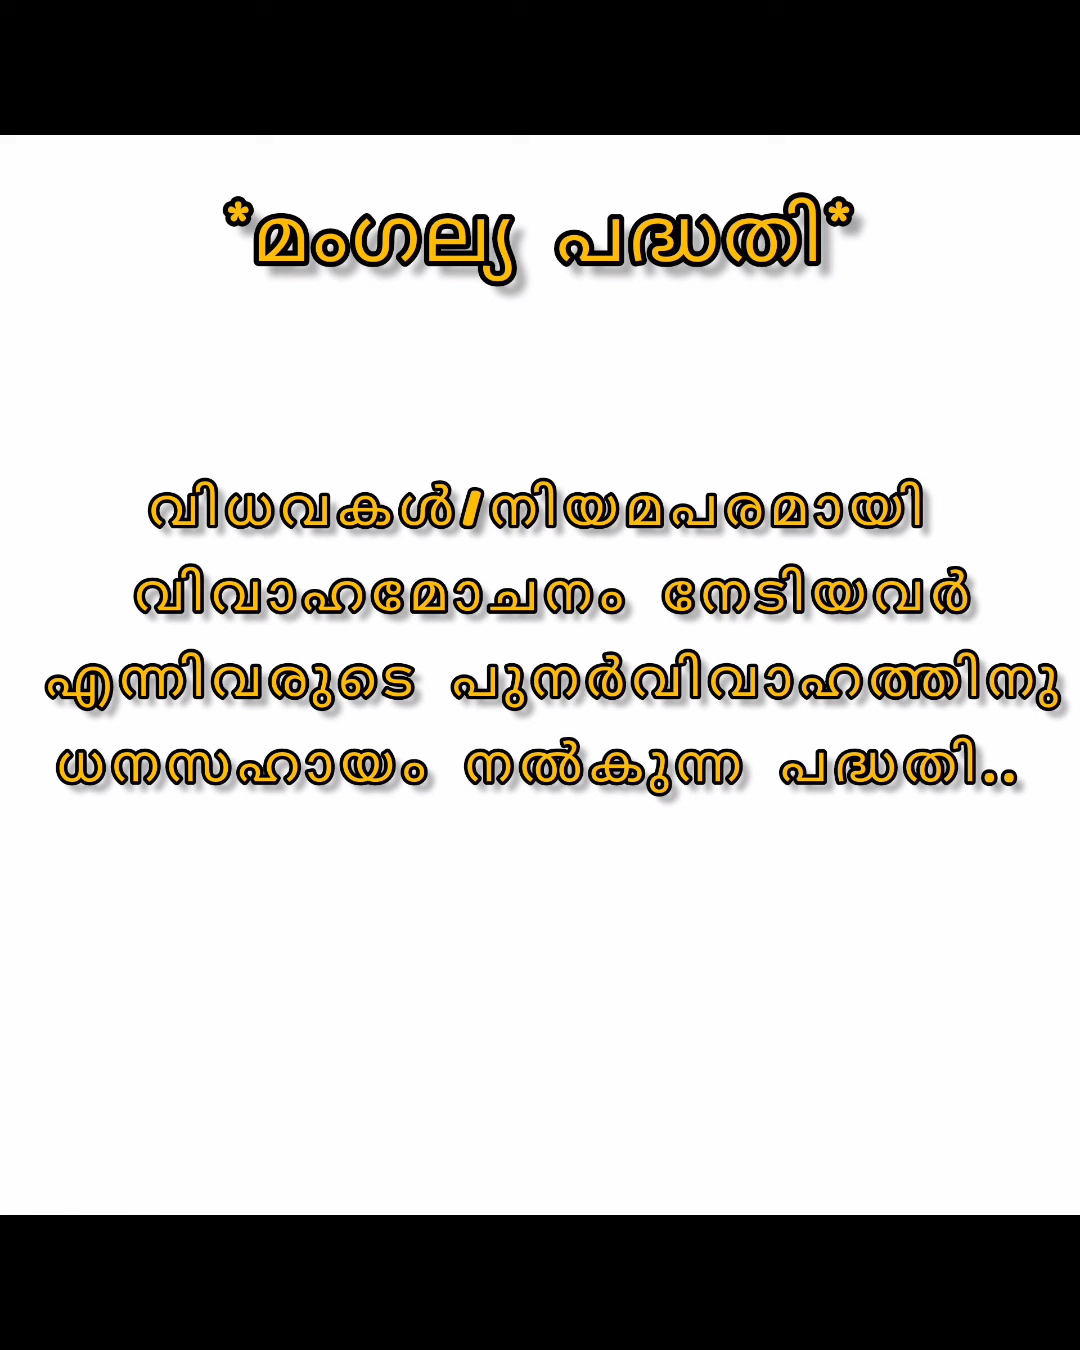 *മംഗല്യ പദ്ധതി*
വിധവകൾ/നിയമപരമായി
വിവാഹമോചനം നേടിയവർ
എന്നിവരുടെ പുനർവിവാഹത്തിനു
ധനസഹായം നൽകുന്ന പദ്ധതി..